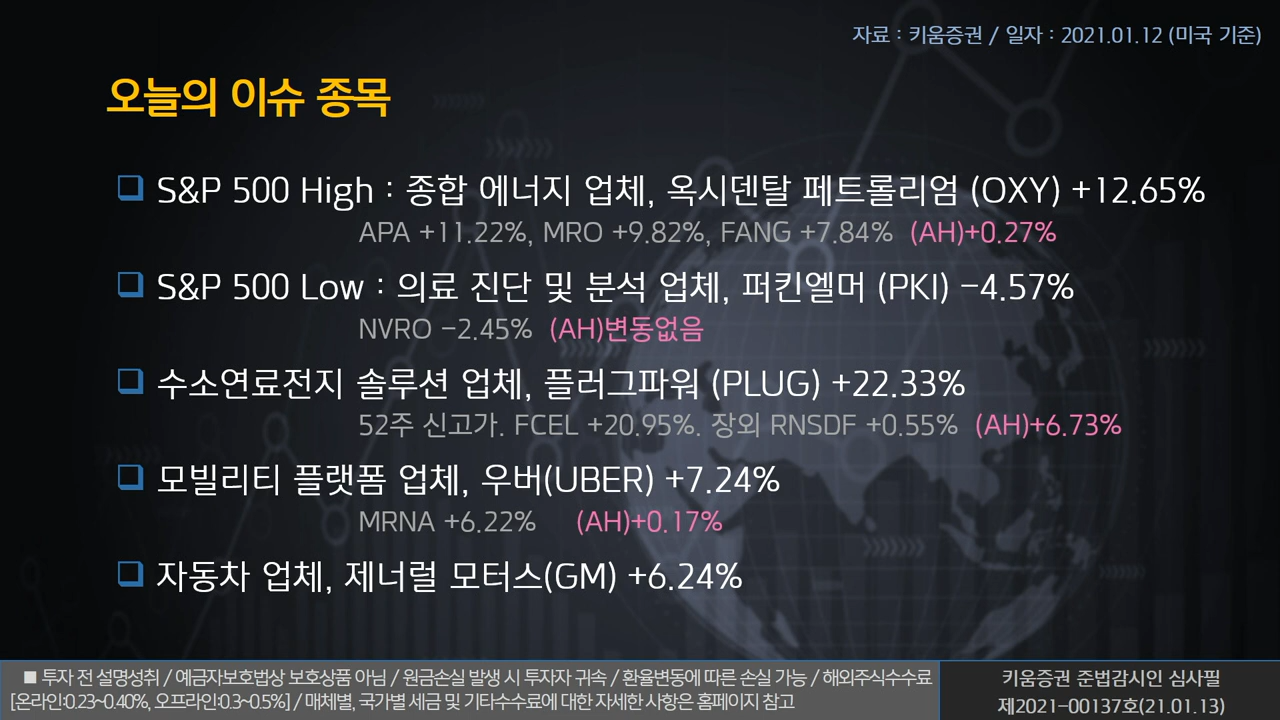 자료 : 키움증권 / 일자 : 2021.01.12 (미국 기준)
오늘의 이슈 종목
❑ S&P 500 High : 종합 에너지 업체, 옥시덴탈 페트롤리엄 (OXY) +12.65%
APA +11.22%, MRO +9.82%, FANG +7.84% (AH)+0.27%
❑ S&P 500 Low : 의료 진단 및 분석 업체, 퍼킨엘머 (PKI) −4.57%
NVRO −2.45% (AH)변동없음
❑ 수소연료전지 솔루션 업체, 플러그파워 (PLUG) +22.33%
52주 신고가. FCEL +20.95%. 장외 RNSDF +0.55% (AH)+6.73%
❑ 모빌리티 플랫폼 업체, 우버(UBER) +7.24%
MRNA +6.22% (AH)+0.17%
❑ 자동차 업체, 제너럴 모터스(GM) +6.24%
■ 투자 전 설명성취 / 예금자보호법상 보호상품 아님 / 원금손실 발생 시 투자자 귀속 / 환율변동에 따른 손실 가능 / 해외주식수수료
[온라인:0.23~0.40%, 오프라인:0.3~0.5%] / 매체별, 국가별 세금 및 기타수수료에 대한 자세한 사항은 홈페이지 참고
키움증권 준법감시인 심사필
제2021-00137호(21.01.13)